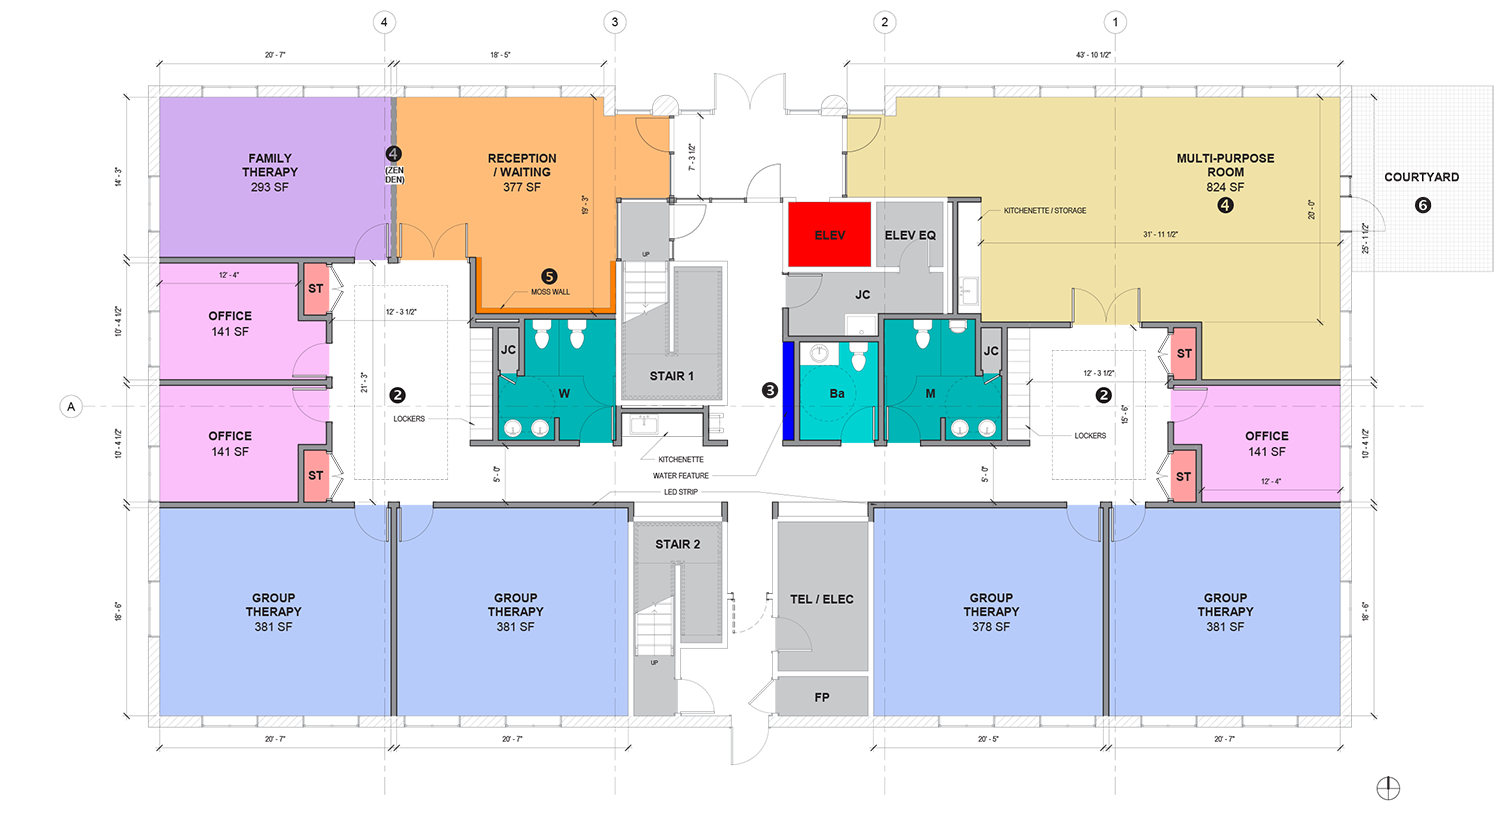 4
3
2
1
20' - 7"
18' - 5"
43' - 10 1/2"
FAMILY
THERAPY
293 SF
4
(ZEN
DEN)
RECEPTION
/ WAITING
377 SF
7' - 3 1/2"
MULTI-PURPOSE
ROOM
824 SF
4
COURTYARD
6
14' - 3"
19' - 3"
KITCHENETTE / STORAGE
20' - 0"
31' - 11 1/2"
25' - 1 1/2"
ELEV
ELEV EQ
UP
5
MOSS WALL
JC
12' - 4"
ST
OFFICE
141 SF
10' - 4 1/2"
12' - 3 1/2"
JC
STAIR 1
JC
ST
21' - 3"
2
LOCKERS
W
3
Ba
M
12' - 3 1/2"
2
15' - 6"
LOCKERS
A
OFFICE
141 SF
10' - 4 1/2"
ST
OFFICE
141 SF
10' - 4 1/2"
12' - 4"
ST
KITCHENETTE
WATER FEATURE
LED STRIP
5' - 0"
5' - 0"
STAIR 2
UP
TEL / ELEC
FP
GROUP
THERAPY
381 SF
GROUP
THERAPY
381 SF
GROUP
THERAPY
378 SF
GROUP
THERAPY
381 SF
18' - 6"
18' - 6"
20' - 7"
20' - 7"
20' - 5"
20' - 7"